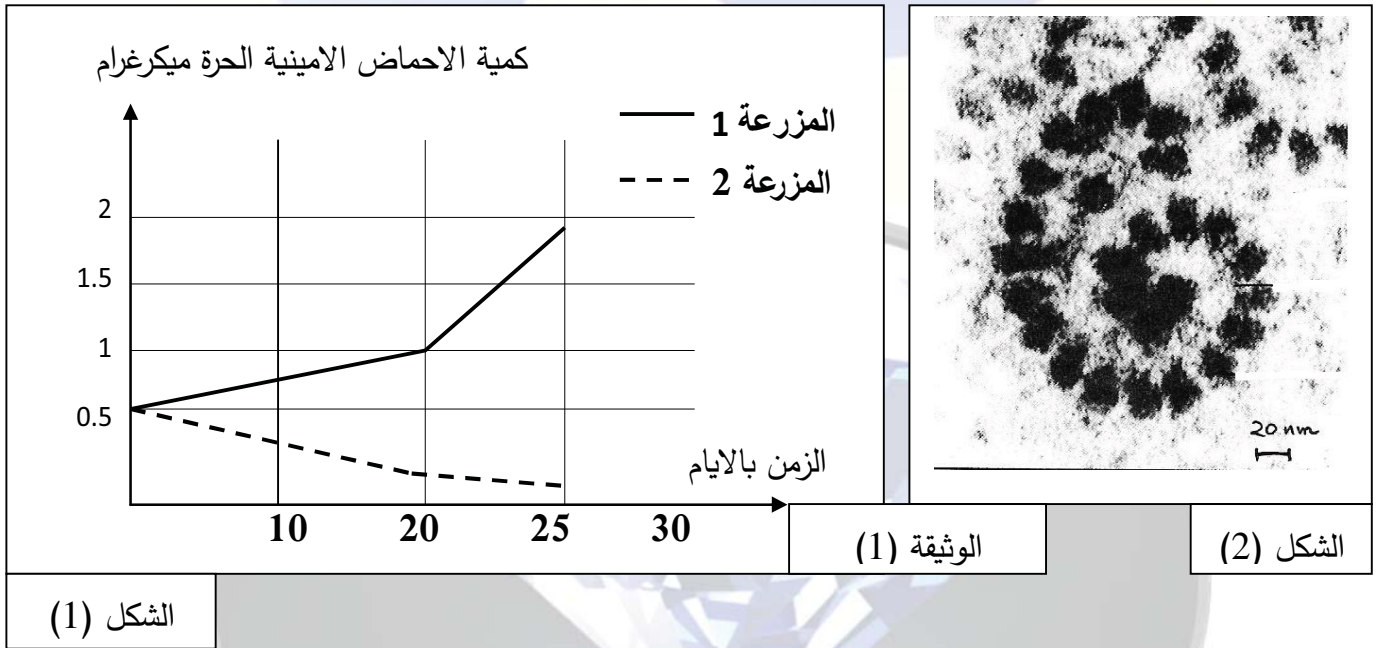 كمية الاحماض الامينية الحرة ميكرغرام
المزرعة 1
المزرعة 2
2
1.5
1
0.5
الزمن بالايام
10 20 25 30
20 nm
الوثيقة (1)
الشكل (2)
الشكل (1)